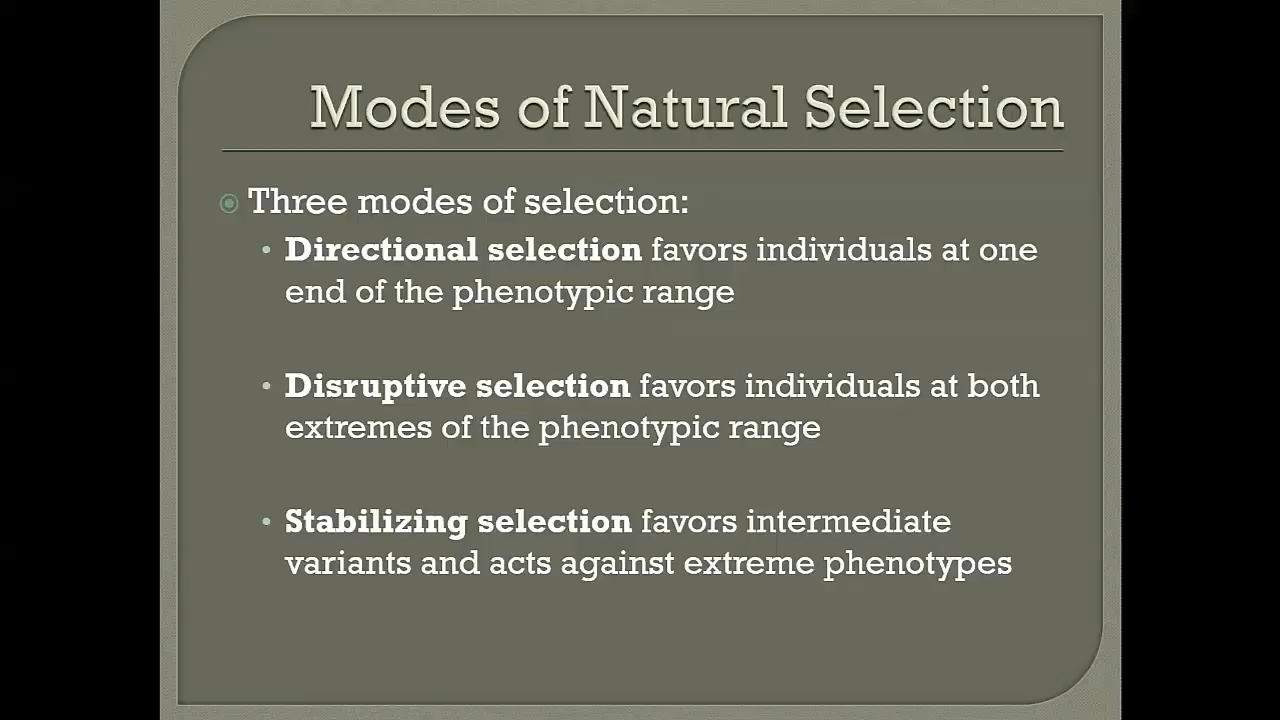 Modes of Natural Selection
Three modes of selection:
• Directional selection favors individuals at one
end of the phenotypic range
• Disruptive selection favors individuals at both
extremes of the phenotypic range
• Stabilizing selection favors intermediate
variants and acts against extreme phenotypes